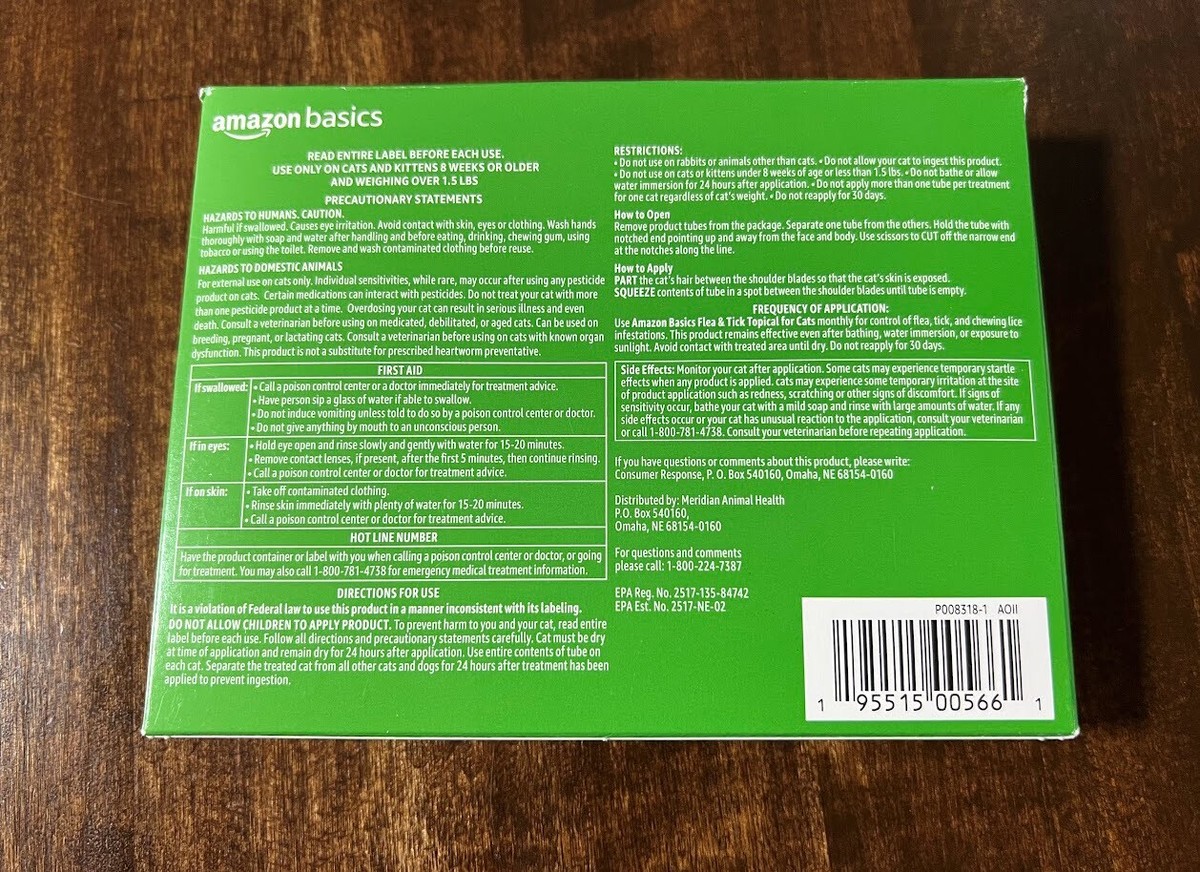 amazon basics
READ ENTIRE LABEL BEFORE EACH USE.
USE ONLY ON CATS AND KITTENS 8 WEEKS OR OLDER
AND WEIGHING OVER 1.5 LBS
PRECAUTIONARY STATEMENTS
HAZARDS TO HUMANS. CAUTION.
Harmful if swallowed. Causes eye irritation. Avoid contact with skin, eyes or clothing. Wash hands
thoroughly with soap and water after handling and before eating, drinking, chewing gum, using
tobacco or using the toilet. Remove and wash contaminated clothing before reuse.
HAZARDS TO DOMESTIC ANIMALS
For external use on cats only. Individual sensitivities, while rare, may occur after using any pesticide
product on cats. Certain medications can interact with pesticides. Do not treat your cat with more
than one pesticide product at a time. Overdosing your cat can result in serious illness and even
death. Consult a veterinarian before using on medicated, debilitated, or aged cats. Can be used on
breeding, pregnant, or lactating cats. Consult a veterinarian before using on cats with known organ
dysfunction. This product is not a substitute for prescribed heartworm preventative.
FIRST AID
If swallowed: • Call a poison control center or a doctor immediately for treatment advice.
• Have person sip a glass of water if able to swallow.
• Do not induce vomiting unless told to do so by a poison control center or doctor.
• Do not give anything by mouth to an unconscious person.
If in eyes: • Hold eye open and rinse slowly and gently with water for 15-20 minutes.
• Remove contact lenses, if present, after the first 5 minutes, then continue rinsing.
• Call a poison control center or doctor for treatment advice.
If on skin: • Take off contaminated clothing.
• Rinse skin immediately with plenty of water for 15-20 minutes.
• Call a poison control center or doctor for treatment advice.
HOT LINE NUMBER
Have the product container or label with you when calling a poison control center or doctor, or going
for treatment. You may also call 1-800-781-4738 for emergency medical treatment information.
DIRECTIONS FOR USE
It is a violation of Federal law to use this product in a manner inconsistent with its labeling.
DO NOT ALLOW CHILDREN TO APPLY PRODUCT. To prevent harm to you and your cat, read entire
label before each use. Follow all directions and precautionary statements carefully. Cat must be dry
at time of application and remain dry for 24 hours after application. Use entire contents of tube on
each cat. Separate the treated cat from all other cats and dogs for 24 hours after treatment has been
applied to prevent ingestion.
RESTRICTIONS:
• Do not use on rabbits or animals other than cats. • Do not allow your cat to ingest this product.
• Do not use on cats or kittens under 8 weeks of age or less than 1.5 lbs. • Do not bathe or allow
water immersion for 24 hours after application. • Do not apply more than one tube per treatment
for one cat regardless of cat's weight. • Do not reapply for 30 days.
How to Open
Remove product tubes from the package. Separate one tube from the others. Hold the tube with
notched end pointing up and away from the face and body. Use scissors to CUT off the narrow end
at the notches along the line.
How to Apply
PART the cat's hair between the shoulder blades so that the cat's skin is exposed.
SQUEEZE contents of tube in a spot between the shoulder blades until tube is empty.
FREQUENCY OF APPLICATION:
Use Amazon Basics Flea & Tick Topical for Cats monthly for control of flea, tick, and chewing lice
infestations. This product remains effective even after bathing, water immersion, or exposure to
sunlight. Avoid contact with treated area until dry. Do not reapply for 30 days.
Side Effects: Monitor your cat after application. Some cats may experience temporary startle
effects when any product is applied. cats may experience some temporary irritation at the site
of product application such as redness, scratching or other signs of discomfort. If signs of
sensitivity occur, bathe your cat with a mild soap and rinse with large amounts of water. If any
side effects occur or your cat has unusual reaction to the application, consult your veterinarian
or call 1-800-781-4738. Consult your veterinarian before repeating application.
If you have questions or comments about this product, please write:
Consumer Response, P. O. Box 540160, Omaha, NE 68154-0160
Distributed by: Meridian Animal Health
P.O. Box 540160,
Omaha, NE 68154-0160
For questions and comments
please call: 1-800-224-7387
EPA Reg. No. 2517-135-84742
EPA Est. No. 2517-NE-02
P008318-1 AOII
1 95515 00566 1